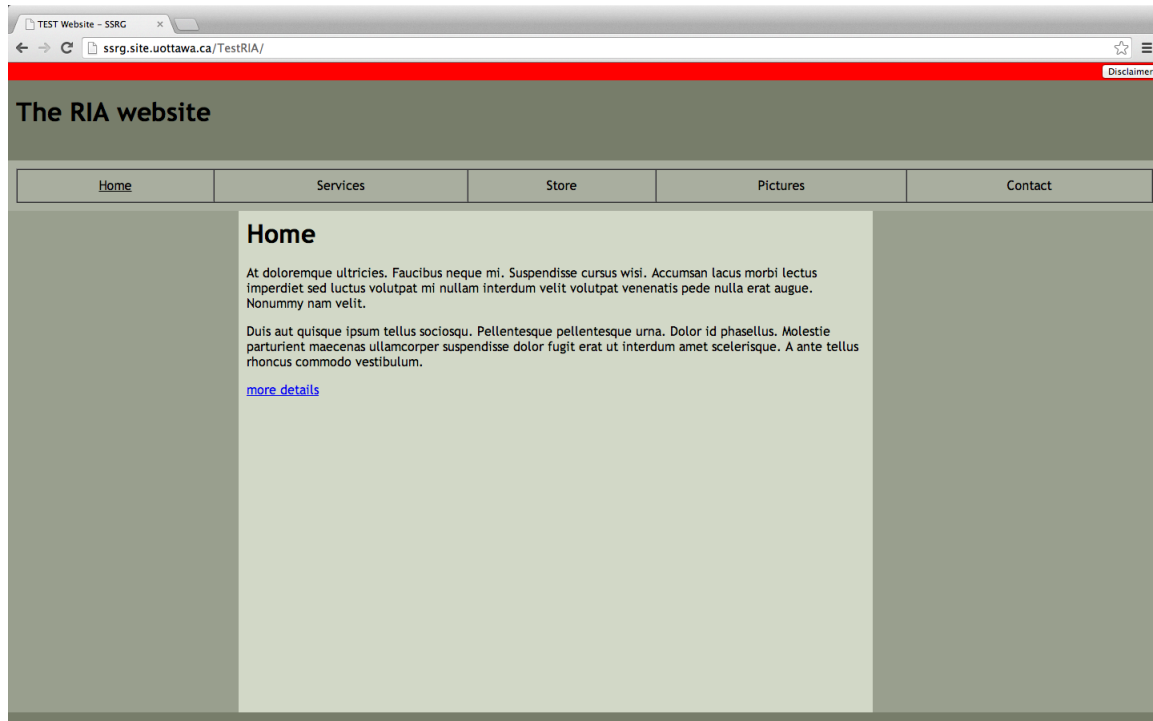 TEST Website – SSRG
ssrg.site.uottawa.ca/TestRIA/
Disclaimer
The RIA website
Home Services Store Pictures Contact
Home
At doloremque ultricies. Faucibus neque mi. Suspendisse cursus wisi. Accumsan lacus morbi lectus
imperdiet sed luctus volutpat mi nullam interdum velit volutpat venenatis pede nulla erat augue.
Nonummy nam velit.
Duis aut quisque ipsum tellus sociosqu. Pellentesque pellentesque urna. Dolor id phasellus. Molestie
parturient maecenas ullamcorper suspendisse dolor fugit erat ut interdum amet scelerisque. A ante tellus
rhoncus commodo vestibulum.
more details